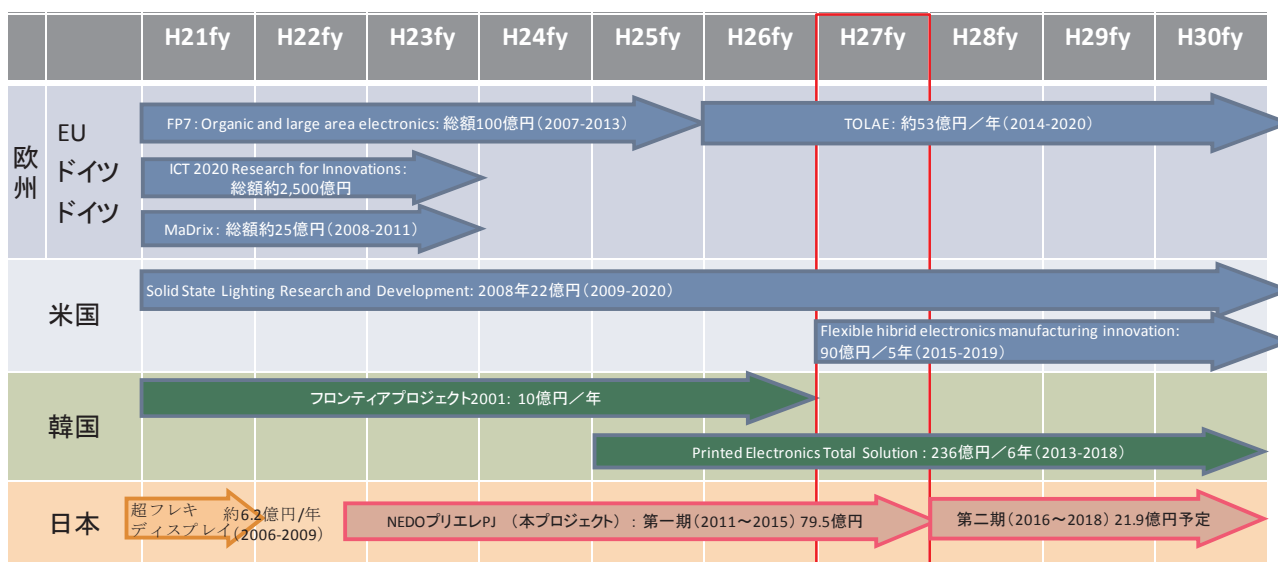 H21fy H22fy H23fy H24fy H25fy H26fy H27fy H28fy H29fy H30fy
欧州
EU
ドイツ
ドイツ
FP7：Organic and large area electronics：総額100億円（2007-2013）
TOLAE：約53億円／年（2014-2020）
ICT 2020 Research for Innovations：
総額約2,500億円
MaDrix：総額約25億円（2008-2011）
米国
Solid State Lighting Research and Development: 2008年22億円（2009-2020）
Flexible hibrid electronics manufacturing innovation:
90億円／5年（2015-2019）
韓国
フロンティアプロジェクト2001：10億円／年
Printed Electronics Total Solution：236億円／6年（2013-2018）
日本
超フレキ 約6.2億円/年
ディスプレイ(2006-2009)
NEDOプリエレPJ （本プロジェクト）：第一期（2011～2015）79.5億円
第二期（2016～2018）21.9億円予定